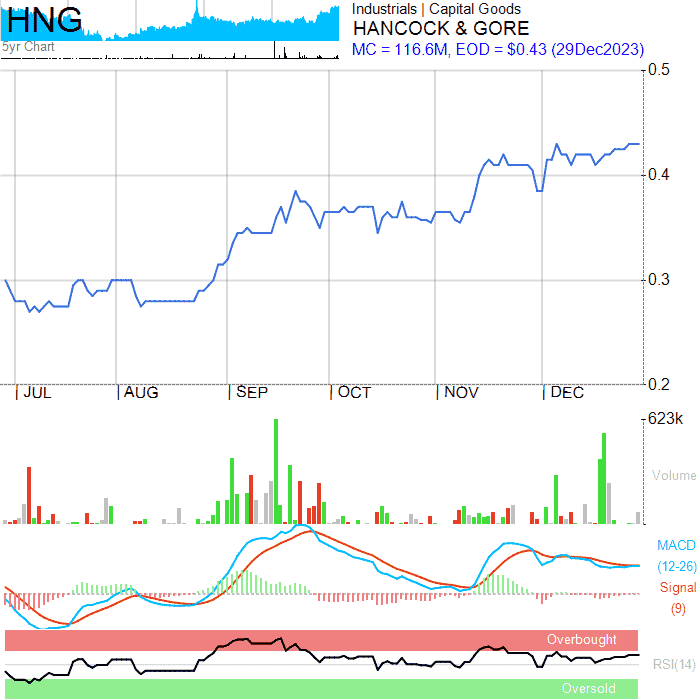 HNG
5yr Chart
Industrials | Capital Goods
HANCOCK & GORE
MC = 116.6M, EOD = $0.43 (29Dec2023)
0.5
0.4
0.3
0.2
JUL AUG SEP OCT NOV DEC
623k
Volume
MACD
(12-26)
Signal
(9)
Overbought
RSI(14)
Oversold